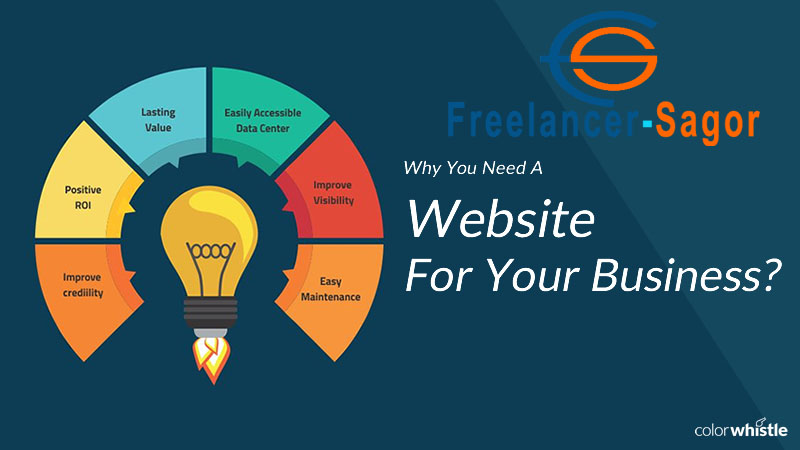 Freelancer-Sagor
Why You Need A
Website
For Your Business?
Improve
crediility
Positive
ROI
Lasting
Value
Easily Accessible
Data Center
Improve
Visibility
Easy
Maintenance
colorwhistle